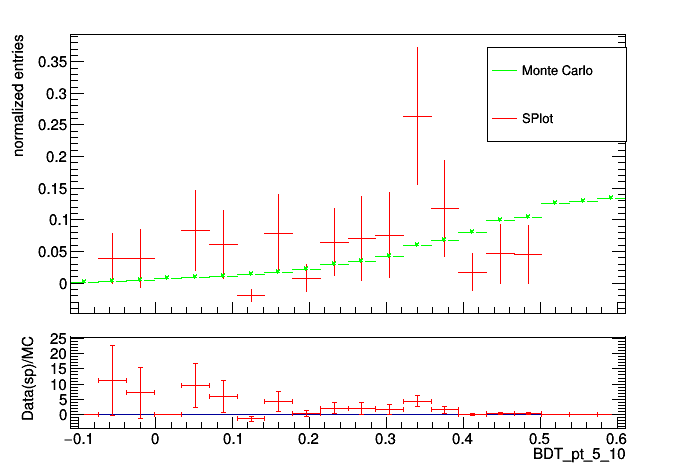 normalized entries
0.35
0.3
0.25
0.2
0.15
0.1
0.05
0
Monte Carlo
SPlot
Data(sp)/MC
25
20
15
10
5
0
−0.1 0 0.1 0.2 0.3 0.4 0.5 0.6
BDT_pt_5_10